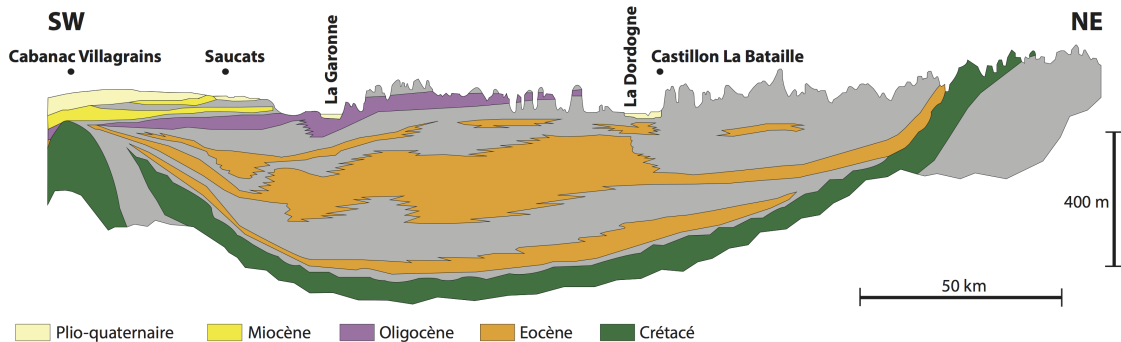 SW
NE
Cabanac Villagrains
Saucats
La Garonne
La Dordogne
Castillon La Bataille
400 m
50 km
Plio-quaternaire
Miocène
Oligocène
Eocène
Crétacé